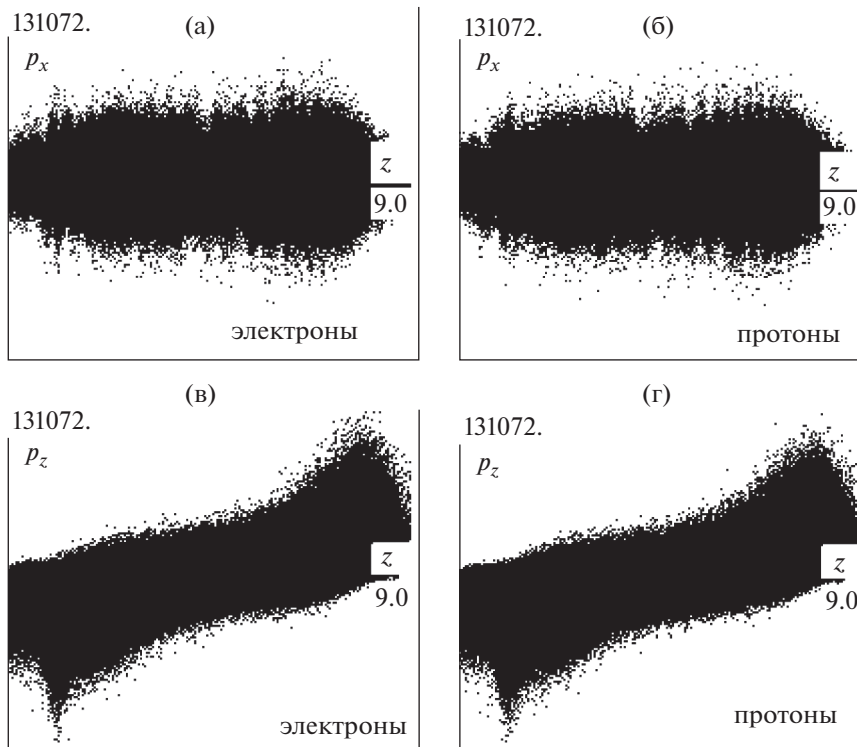 131072. (а)
p_x
z
9.0
электроны
131072. (б)
p_x
z
9.0
протоны
131072. (в)
p_z
z
9.0
электроны
131072. (г)
p_z
z
9.0
протоны